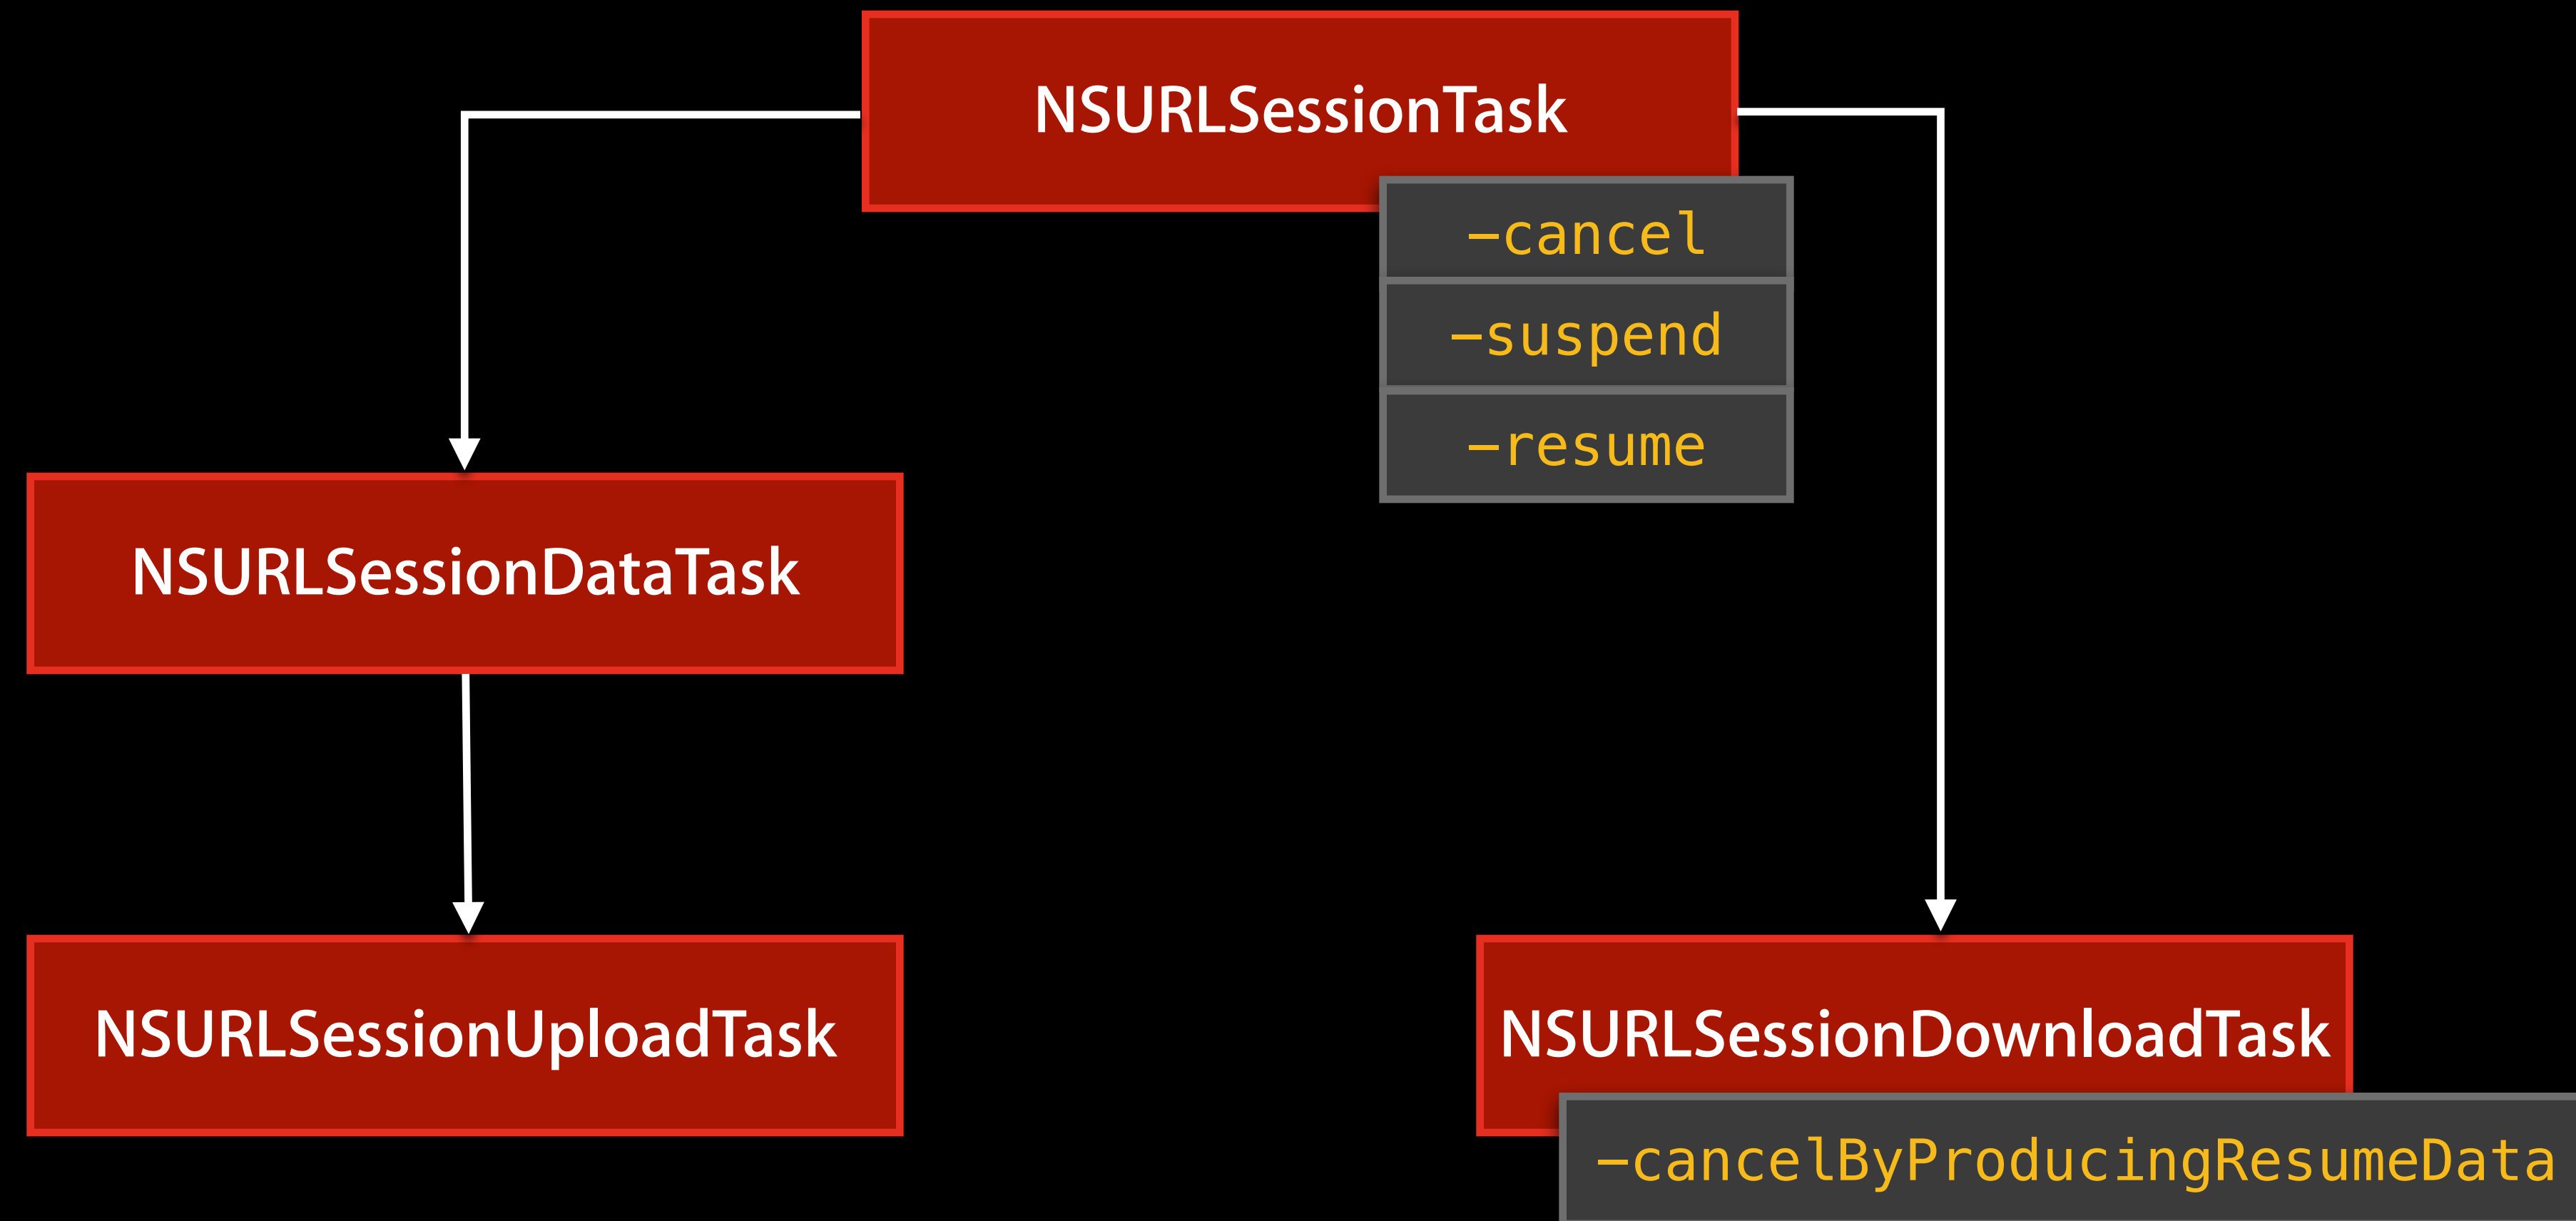 NSURLSessionTask
-cancel
-suspend
-resume
NSURLSessionDataTask
NSURLSessionUploadTask
NSURLSessionDownloadTask
-cancelByProducingResumeData